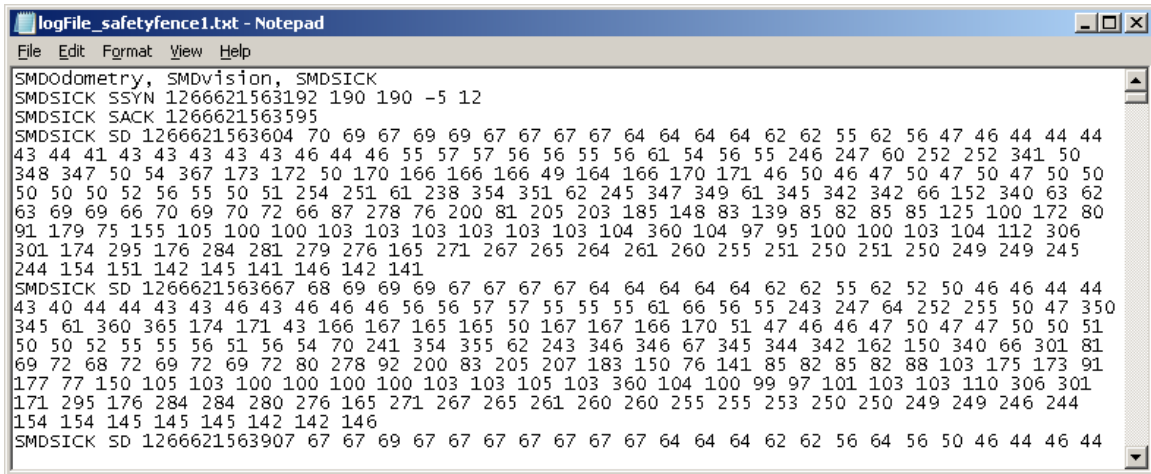 logFile_safetyfence1.txt - Notepad
File Edit Format View Help
SMDOdometry, SMDvision, SMDSICK
SMDSICK SSYN 1266621563192 190 190 -5 12
SMDSICK SACK 1266621563595
SMDSICK SD 1266621563604 70 69 67 69 69 67 67 67 67 64 64 64 64 62 62 55 62 56 47 46 44 44 44
43 44 41 43 43 43 43 43 46 44 46 55 57 57 56 56 55 56 61 54 56 55 246 247 60 252 252 341 50
348 347 50 54 367 173 172 50 170 166 166 166 49 164 166 170 171 46 50 46 47 50 47 50 47 50 50
50 50 50 52 56 55 50 51 254 251 61 238 354 351 62 245 347 349 61 345 342 342 66 152 340 63 62
63 69 69 66 70 69 70 72 66 87 278 76 200 81 205 203 185 148 83 139 85 82 85 85 125 100 172 80
91 179 75 155 105 100 100 103 103 103 103 103 103 104 360 104 97 95 100 100 103 104 112 306
301 174 295 176 284 281 279 276 165 271 267 265 264 261 260 255 251 250 251 250 249 249 245
244 154 151 142 145 141 146 142 141
SMDSICK SD 1266621563667 68 69 69 69 67 67 67 67 67 64 64 64 64 64 62 62 55 62 52 50 46 46 44 44
43 40 44 44 43 43 46 43 46 46 46 56 56 57 57 55 55 55 61 66 56 55 243 247 64 252 255 50 47 350
345 61 360 365 174 171 43 166 167 165 165 50 167 167 166 170 51 47 46 46 47 50 47 47 50 50 51
50 50 52 55 55 56 51 56 54 70 241 354 355 62 243 346 346 67 345 344 342 162 150 340 66 301 81
69 72 68 72 69 72 69 72 80 278 92 200 83 205 207 183 150 76 141 85 82 85 82 88 103 175 173 91
177 77 150 105 103 100 100 100 100 103 103 105 103 360 104 100 99 97 101 103 103 110 306 301
171 295 176 284 284 280 276 165 271 267 265 261 260 260 255 255 253 250 250 249 249 246 244
154 154 145 145 145 142 142 146
SMDSICK SD 1266621563907 67 67 69 67 67 67 67 67 67 67 64 64 64 62 62 56 64 56 50 46 44 46 44